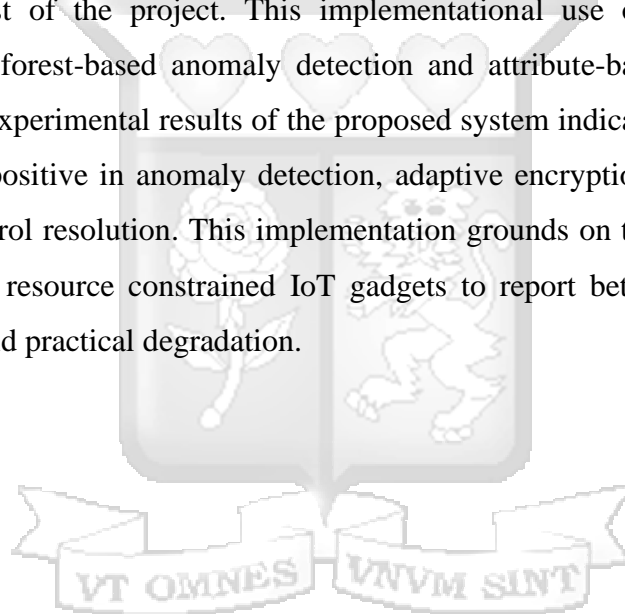 st of the project. This implementational use o
forest-based anomaly detection and attribute-ba
experimental results of the proposed system indica
positive in anomaly detection, adaptive encryptio
rol resolution. This implementation grounds on t
resource constrained IoT gadgets to report bet
d practical degradation.
VT OMNES VNVM SINT